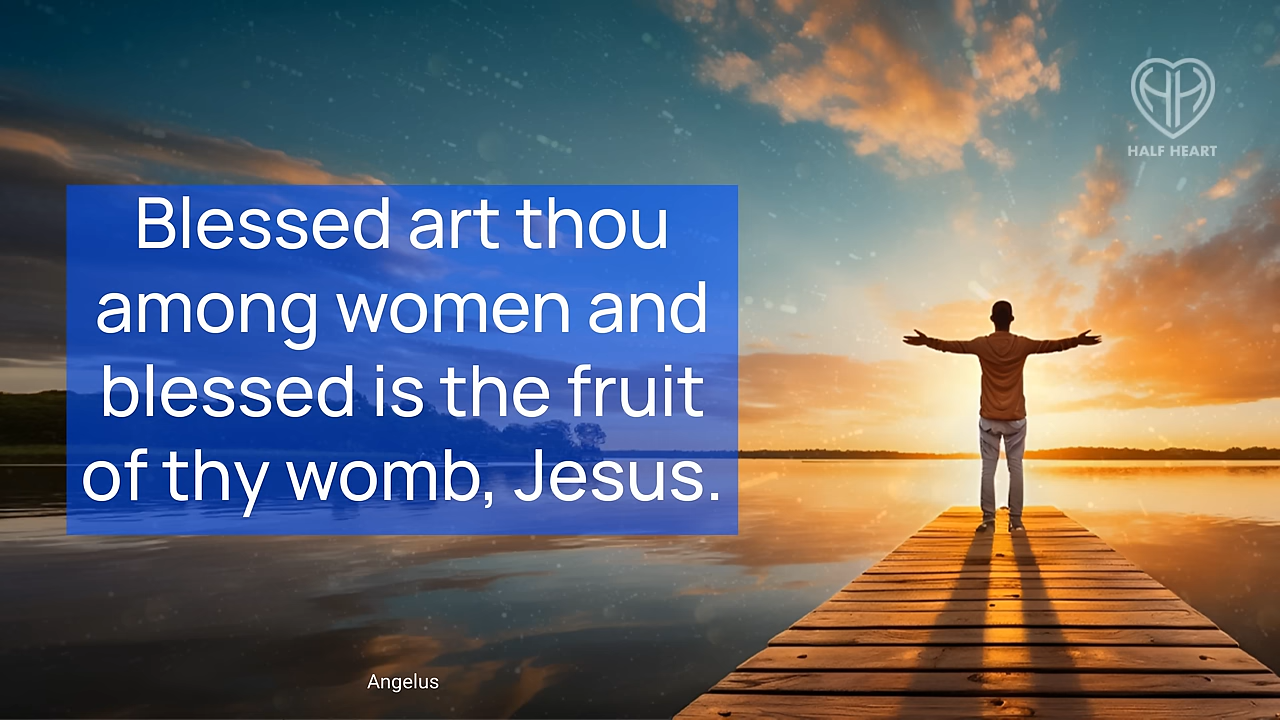 HALF HEART
Blessed art thou
among women and
blessed is the fruit
of thy womb, Jesus.
Angelus